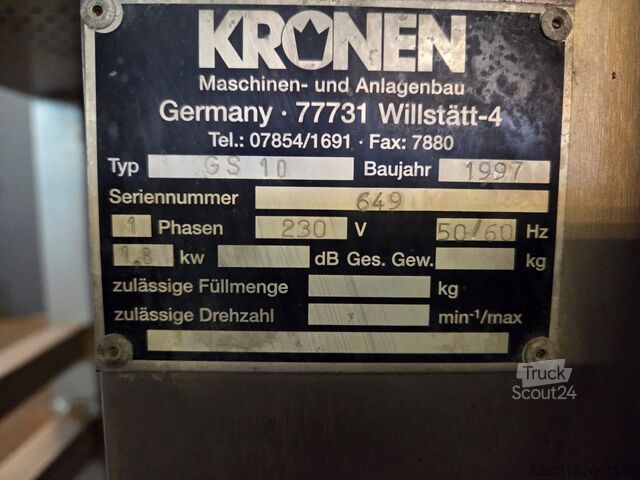 KRONEN
Maschinen- und Anlagenbau
Germany · 77731 Willstätt-4
Tel.: 07854/1691 · Fax: 7880
Typ GS 10 Baujahr 1997
Seriennummer 649
1 Phasen 230 V 50/60 Hz
1.8 kw dB Ges. Gew. kg
zulässige Füllmenge kg
zulässige Drehzahl min-1/max
Truck
Scout24